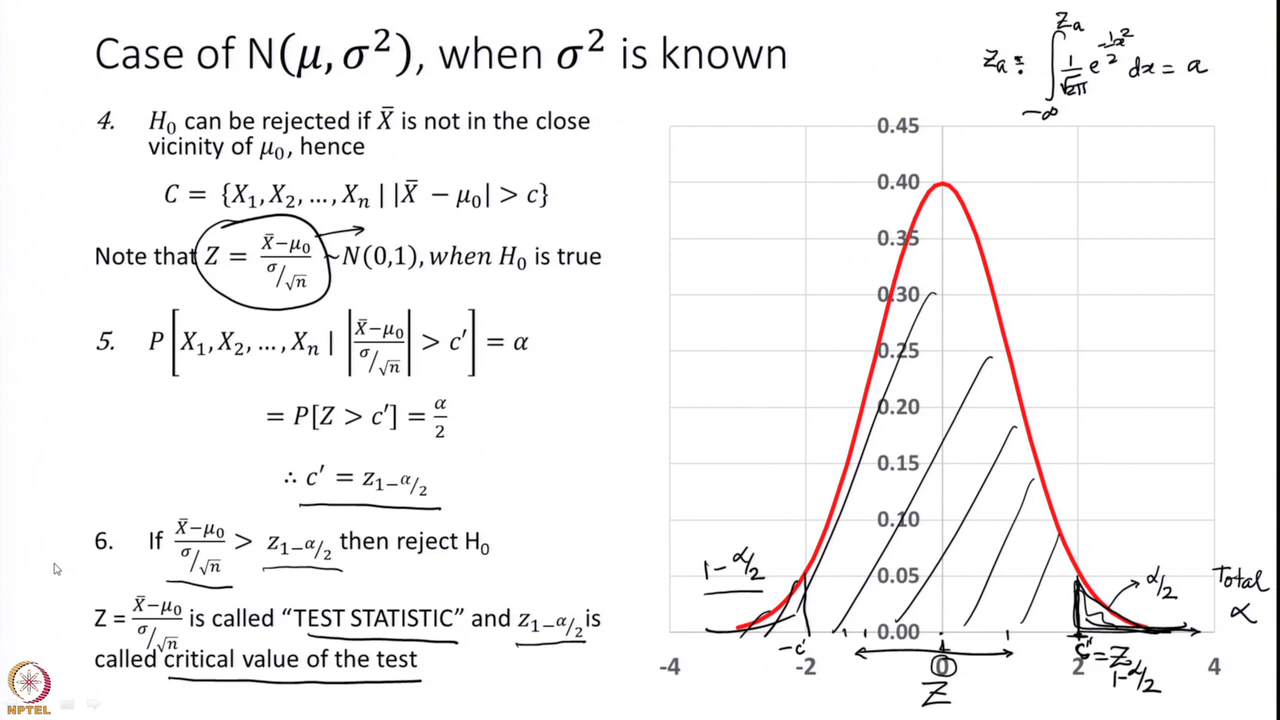 Case of N(μ, σ²), when σ² is known
4. H₀ can be rejected if X̄ is not in the close
vicinity of μ₀, hence
C = {X₁, X₂, ..., Xₙ | |X̄ − μ₀| > c}
Note that Z = (X̄−μ₀)/(σ/√n) ~N(0,1), when H₀ is true
5. P[X₁, X₂, ..., Xₙ | |(X̄−μ₀)/(σ/√n)| > c′] = α
= P[Z > c′] = α/2
∴ c′ = z₁₋α/₂
6. If (X̄−μ₀)/(σ/√n) > z₁₋α/₂ then reject H₀
Z = (X̄−μ₀)/(σ/√n) is called “TEST STATISTIC” and z₁₋α/₂ is
called critical value of the test
NPTEL
Zₐ : ∫_{−∞}^{Zₐ} 1/√2π e^{−½x²} dx = a
0.45
0.40
0.35
0.30
0.25
0.20
0.15
0.10
0.05
0.00
-4
-2
0
2
4
1−α/2
α/2
Total
α
−c′
= Z 1−α/2
Z